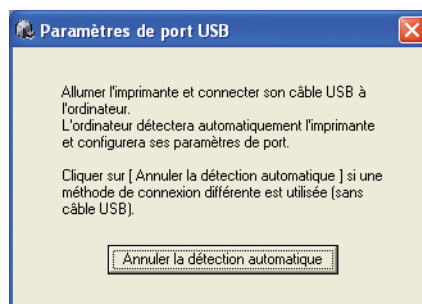 Paramètres de port USB
Allumer l'imprimante et connecter son câble USB à
l'ordinateur.
L'ordinateur détectera automatiquement l'imprimante
et configurera ses paramètres de port.
Cliquer sur [ Annuler la détection automatique ] si une
méthode de connexion différente est utilisée (sans
câble USB).
Annuler la détection automatique